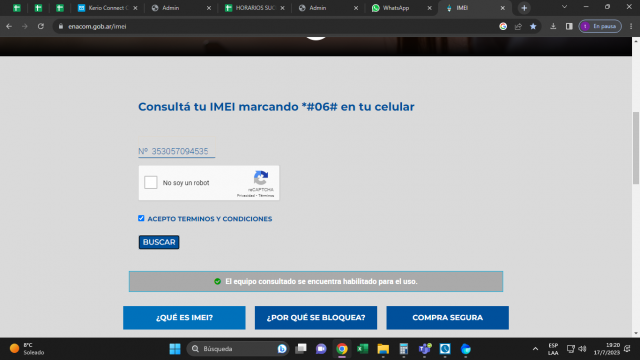 Kerio Connect C
Admin
HORARIOS SUC
Admin
WhatsApp
IMEI
enacom.gob.ar/imei
En pausa
Consultá tu IMEI marcando *#06# en tu celular
Nº 353057094535
No soy un robot
reCAPTCHA
Privacidad - Términos
ACEPTO TERMINOS Y CONDICIONES
BUSCAR
El equipo consultado se encuentra habilitado para el uso.
¿QUÉ ES IMEI?
¿POR QUÉ SE BLOQUEA?
COMPRA SEGURA
8°C
Soleado
Búsqueda
ESP
LAA
19:20
17/7/2023